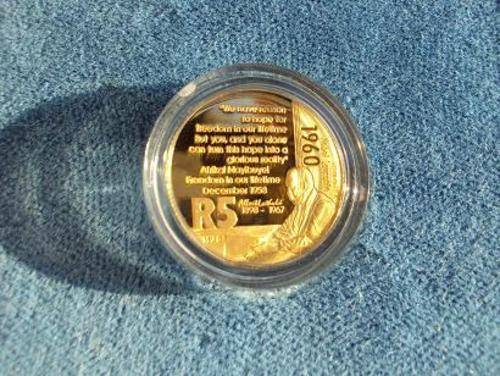 "We have reason
to hope for
freedom in our lifetime
But you, and you alone
can turn this hope into a
glorious reality"
Afrika! Mayibuye!
Freedom in our lifetime
December 1958
R5
1898 - 1967
1960